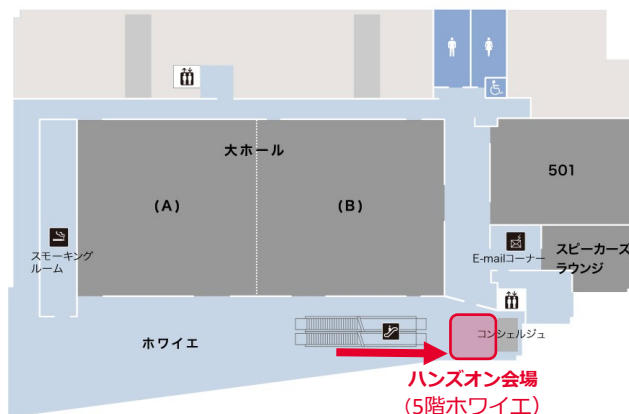 大ホール
(A)
(B)
501
スモーキング
ルーム
E-mailコーナー
スピーカーズ
ラウンジ
ホワイエ
コンシェルジュ
ハンズオン会場
(5階ホワイエ)